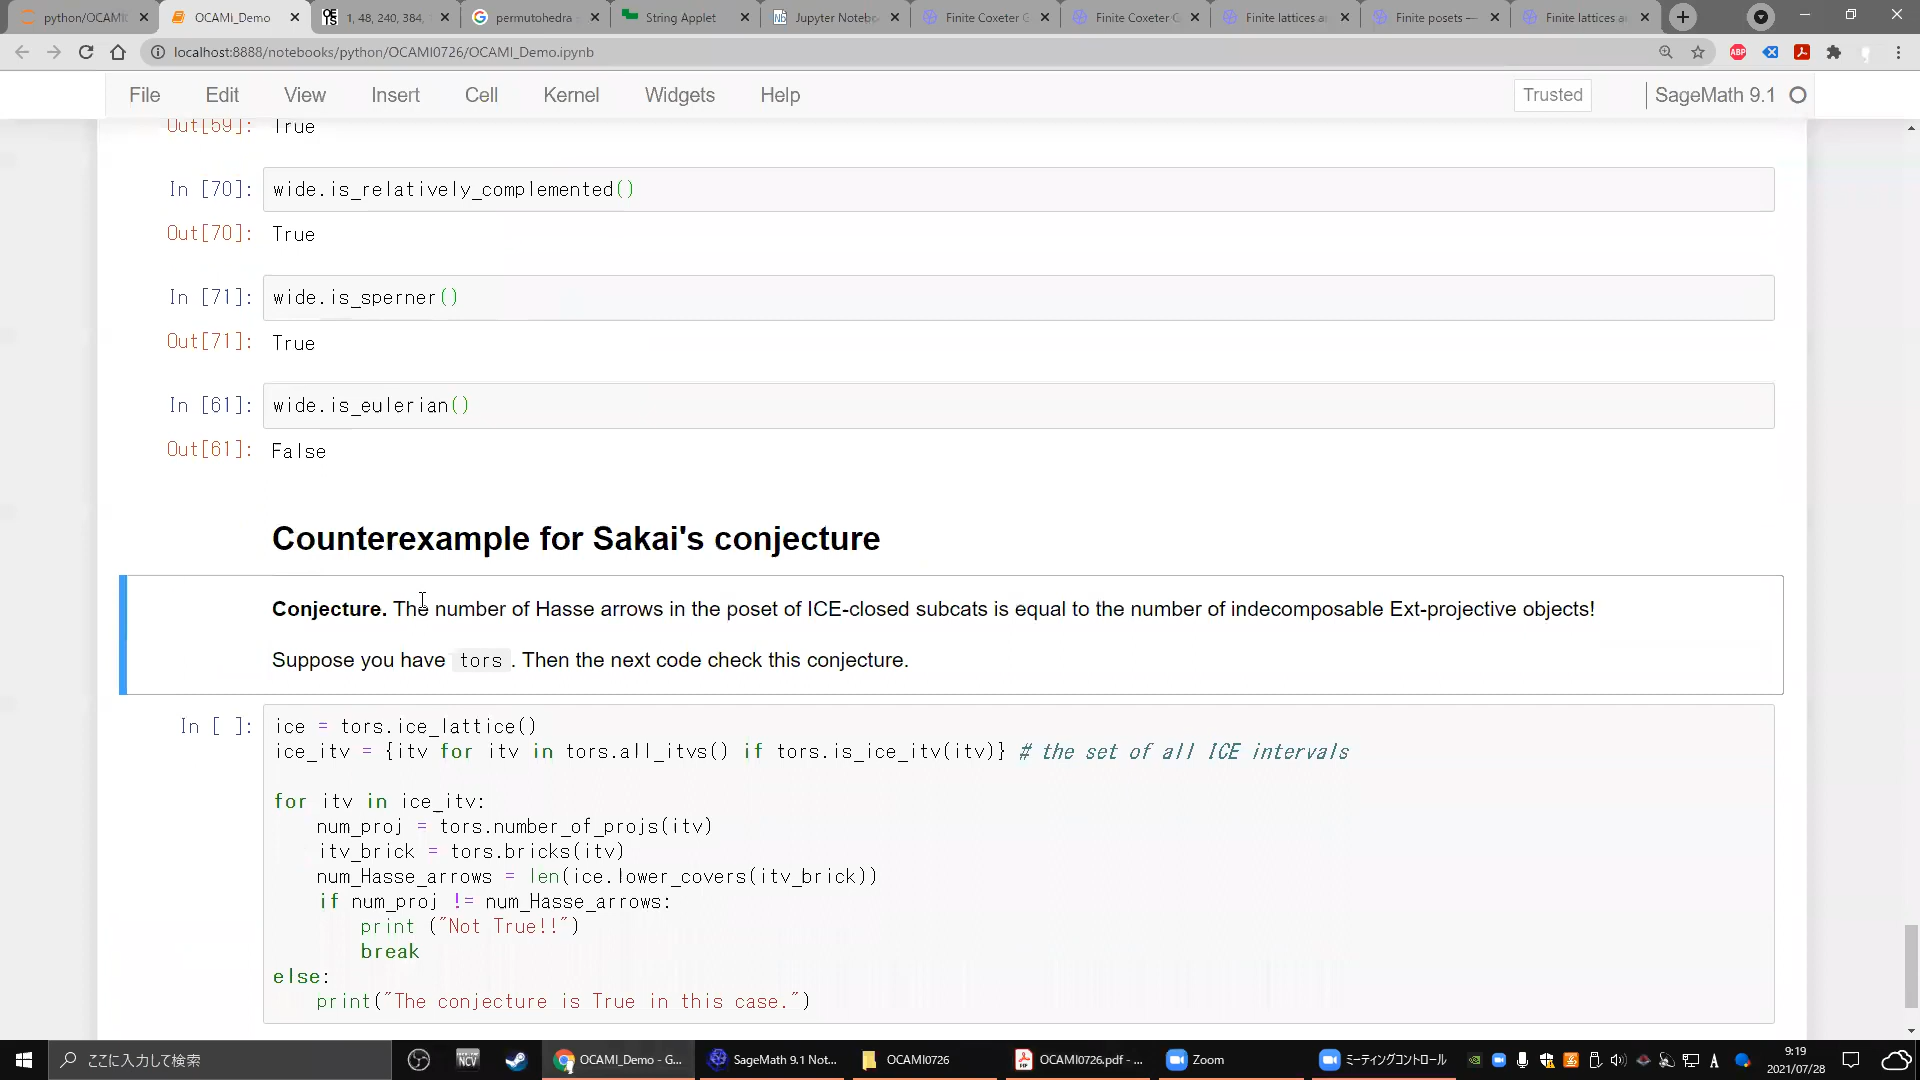 python/OCAMI
OCAMi_Demo
1, 48, 240, 384,
permutohedra
String Applet
Jupyter Notebo
Finite Coxeter G
Finite Coxeter G
Finite lattices a
Finite posets —
Finite lattices a
localhost:8888/notebooks/python/OCAMI0726/OCAMI_Demo.ipynb
ABP
File Edit View Insert Cell Kernel Widgets Help
Trusted
SageMath 9.1
Out[59]: True
In [70]: wide.is_relatively_complemented()
Out[70]: True
In [71]: wide.is_sperner()
Out[71]: True
In [61]: wide.is_eulerian()
Out[61]: False
Counterexample for Sakai's conjecture
Conjecture. The number of Hasse arrows in the poset of ICE-closed subcats is equal to the number of indecomposable Ext-projective objects!
Suppose you have tors . Then the next code check this conjecture.
In [ ]: ice = tors.ice_lattice()
ice_itv = {itv for itv in tors.all_itvs() if tors.is_ice_itv(itv)} # the set of all ICE intervals
for itv in ice_itv:
num_proj = tors.number_of_projs(itv)
itv_brick = tors.bricks(itv)
num_Hasse_arrows = len(ice.lower_covers(itv_brick))
if num_proj != num_Hasse_arrows:
print ("Not True!!")
break
else:
print("The conjecture is True in this case.")
ここに入力して検索
NCV
OCAMI_Demo - G...
SageMath 9.1 Not...
OCAMI0726
OCAMI0726.pdf - ...
Zoom
ミーティングコントロール
A
9:19
2021/07/28